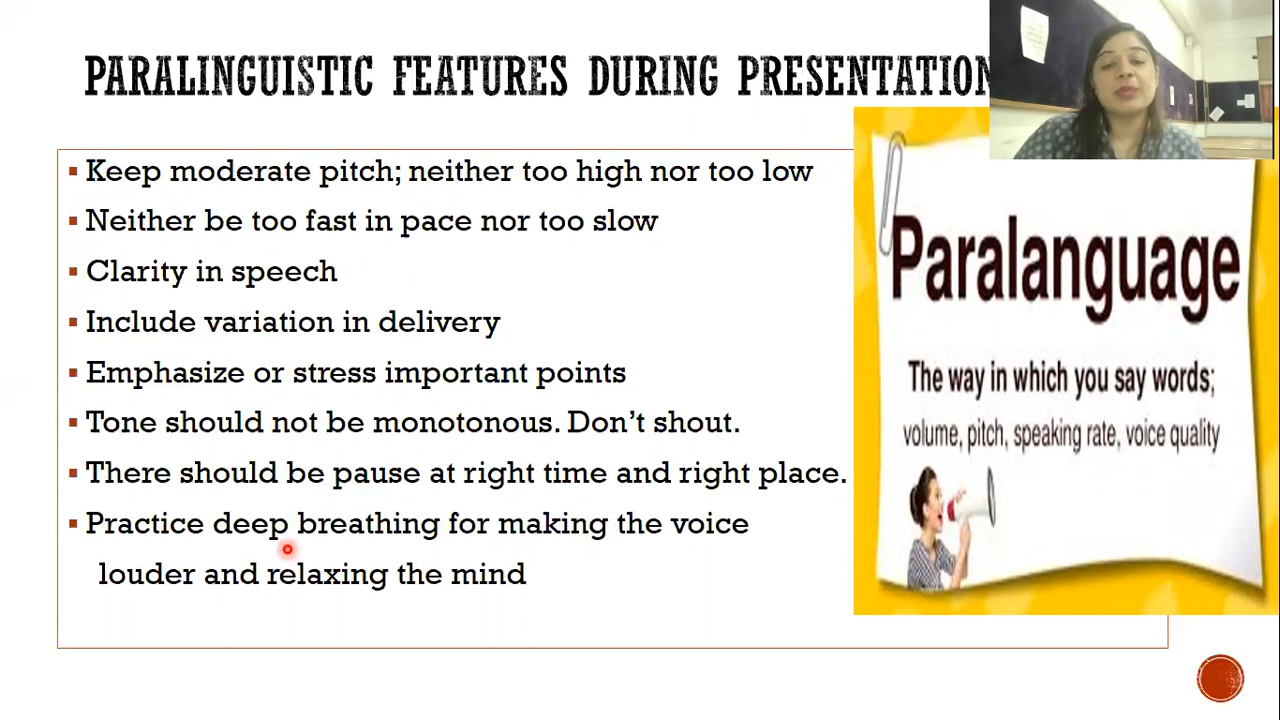 PARALINGUISTIC FEATURES DURING PRESENTATION
Keep moderate pitch; neither too high nor too low
Neither be too fast in pace nor too slow
Clarity in speech
Include variation in delivery
Emphasize or stress important points
Tone should not be monotonous. Don't shout.
There should be pause at right time and right place.
Practice deep breathing for making the voice
louder and relaxing the mind
Paralanguage
The way in which you say words;
volume, pitch, speaking rate, voice quality